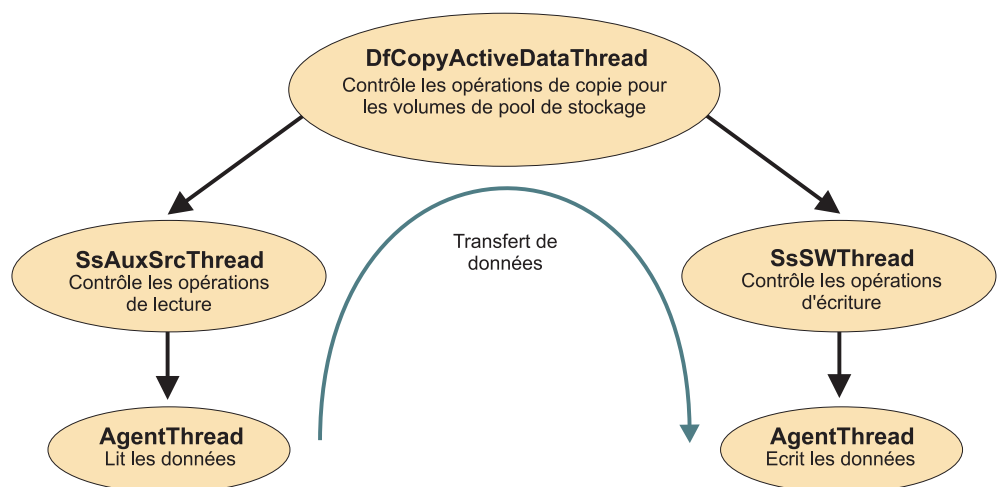 DfCopyActiveDataThread
Contrôle les opérations de copie pour
les volumes de pool de stockage
Transfert de
données
SsAuxSrcThread
Contrôle les opérations
de lecture
SsSWThread
Contrôle les opérations
d'écriture
AgentThread
Lit les données
AgentThread
Ecrit les données